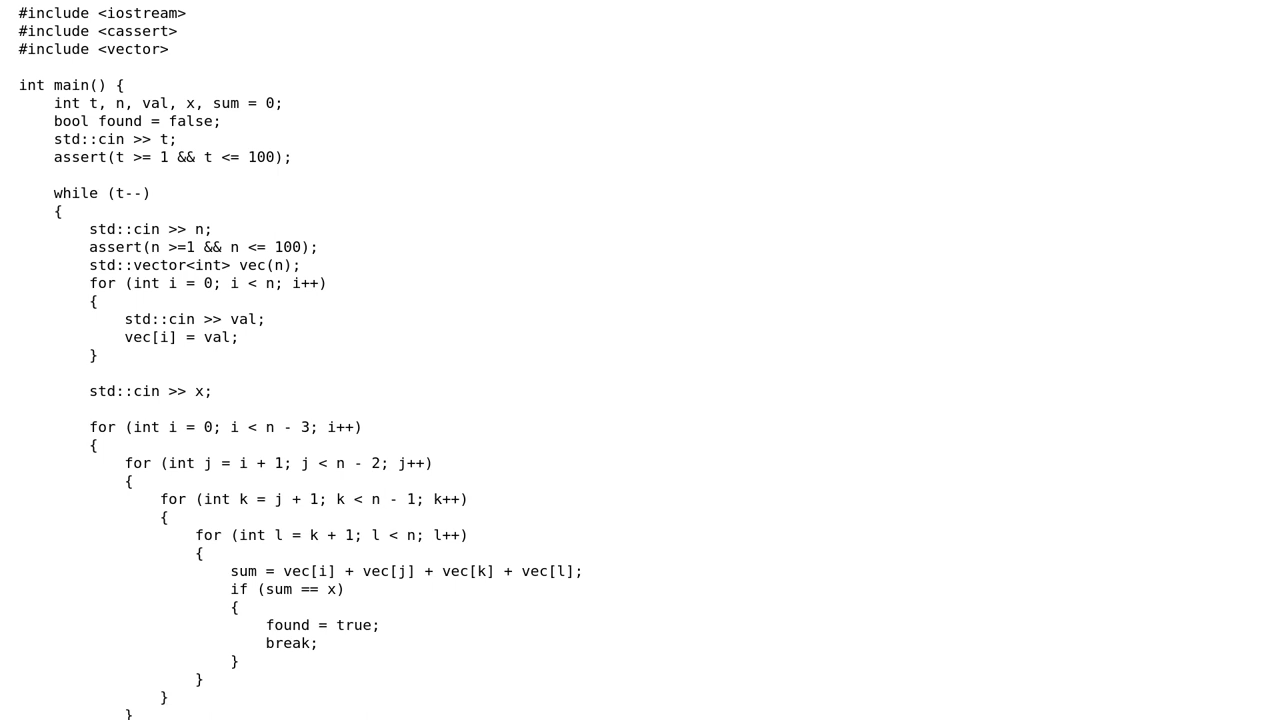 #include <iostream>
#include <cassert>
#include <vector>

int main() {
    int t, n, val, x, sum = 0;
    bool found = false;
    std::cin >> t;
    assert(t >= 1 && t <= 100);

    while (t--)
    {
        std::cin >> n;
        assert(n >=1 && n <= 100);
        std::vector<int> vec(n);
        for (int i = 0; i < n; i++)
        {
            std::cin >> val;
            vec[i] = val;
        }

        std::cin >> x;

        for (int i = 0; i < n - 3; i++)
        {
            for (int j = i + 1; j < n - 2; j++)
            {
                for (int k = j + 1; k < n - 1; k++)
                {
                    for (int l = k + 1; l < n; l++)
                    {
                        sum = vec[i] + vec[j] + vec[k] + vec[l];
                        if (sum == x)
                        {
                            found = true;
                            break;
                        }
                    }
                }
            }